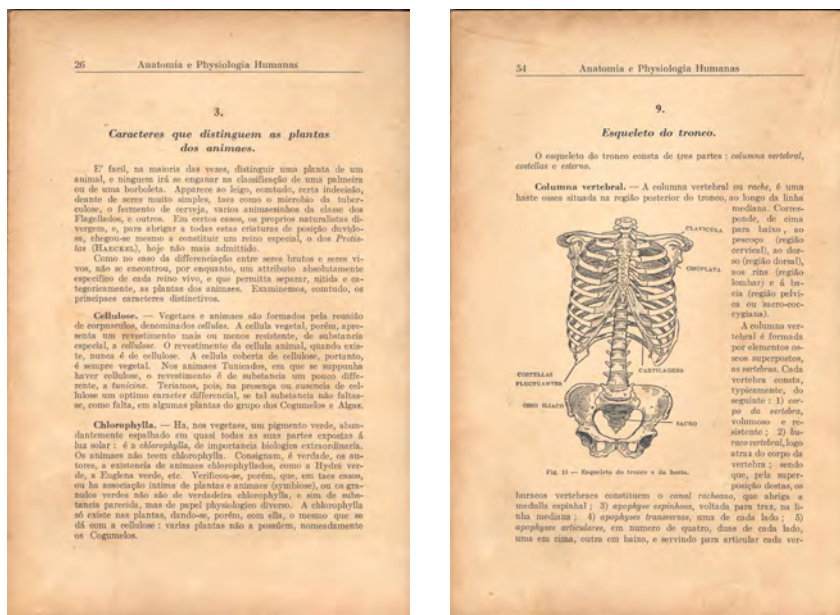 26 Anatomia e Physiologia Humanas
3.
Caracteres que distinguem as plantas
dos animaes.
E' facil, na maioria das vezes, distinguir uma planta de um
animal, e ninguem irá se enganar na classificação de uma palmeira
ou de uma borboleta. Apparece ao leigo, comtudo, certa indecisão,
deante de seres muito simples, taes como o microbio da tuber-
culose, o fermento de cerveja, varios animaesinhos da classe dos
Flagellados, e outros. Em certos casos, os proprios naturalistas di-
vergem, e, para abrigar a todas estas criaturas de posição duvido-
sa, chegou-se mesmo a constituir um reino especial, o dos Protis-
tas (HAECKEL), hoje não mais admittido.
Como no caso da differenciação entre seres brutos e seres vi-
vos, não se encontrou, por enquanto, um attributo absolutamente
especifico de cada reino vivo, e que permitta separar, nitida e ca-
tegoricamente, as plantas dos animaes. Examinemos, comtudo, os
principaes caracteres distinctivos.
Cellulose. — Vegetaes e animaes são formados pela reunião
de corpusculos, denominados cellulas. A cellula vegetal, porém, apre-
senta um revestimento mais ou menos resistente, de substancia
especial, a cellulose. O revestimento da cellula animal, quando exis-
te, nunca é de cellulose. A cellula coberta de cellulose, portanto,
é sempre vegetal. Nos animaes Tunicados, em que se suppunha
haver cellulose, o revestimento é de substancia um pouco diffe-
rente, a tunicina. Teriamos, pois, na presença ou ausencia de cel-
lulose um optimo caracter differencial, se tal substancia não faltas-
se, como falta, em algumas plantas do grupo dos Cogumelos e Algas.
Chlorophylla. — Ha, nos vegetaes, um pigmento verde, abun-
dantemente espalhado em quasi todas as suas partes expostas á
luz solar: é a chlorophylla, de importancia biologica extraordinaria.
Os animaes não teem chlorophylla. Consignam, é verdade, os au-
tores, a existencia de animaes chlorophyllados, como a Hydra ver-
de, a Euglena verde, etc. Verificou-se, porém, que, em taes casos,
ou ha associação intima de plantas e animaes (symbiose), ou os gra-
nulos verdes não são de verdadeira chlorophylla, e sim de subs-
tancia parecida, mas de papel physiologico diverso. A chlorophylla
só existe nas plantas, dando-se, porém, com ella, o mesmo que se
dá com a cellulose: varias plantas não a possúem, nomeadamente
os Cogumelos.
54 Anatomia e Physiologia Humanas
9.
Esqueleto do tronco.
O esqueleto do tronco consta de tres partes: columna vertebral,
costellas e esterno.
Columna vertebral. — A columna vertebral ou rache, é uma
haste ossea situada na região posterior do tronco, ao longo da linha
mediana. Corres-
ponde, de cima
para baixo, ao
pescoço (região
cervical), ao dor-
so (região dorsal),
aos rins (região
lombar) e á ba-
cia (região pelvi-
ca ou sacro-coc-
cygiana).
A columna ver-
tebral é formada
por elementos os-
seos superpostos,
as vertebras. Cada
vertebra consta,
typicamente, do
seguinte: 1) cor-
po da vertebra,
volumoso e re-
sistente; 2) bu-
raco vertebral, logo
atraz do corpo da
vertebra; sendo
que, pela super-
posição destas, os
CLAVICULA
OMOPLATA
CARTILAGENS
COSTELLAS
FLUCTUANTES
OSSO ILIACO
SACRO
Fig. 15 — Esqueleto do tronco e da bacia.
buracos vertebraes constituem o canal racheano, que abriga a
medulla espinhal; 3) apophyse espinhosa, voltada para traz, na li-
nha mediana; 4) apophyses transversas, uma de cada lado; 5)
apophyses articulares, em numero de quatro, duas de cada lado,
uma em cima, outra em baixo, e servindo para articular cada ver-